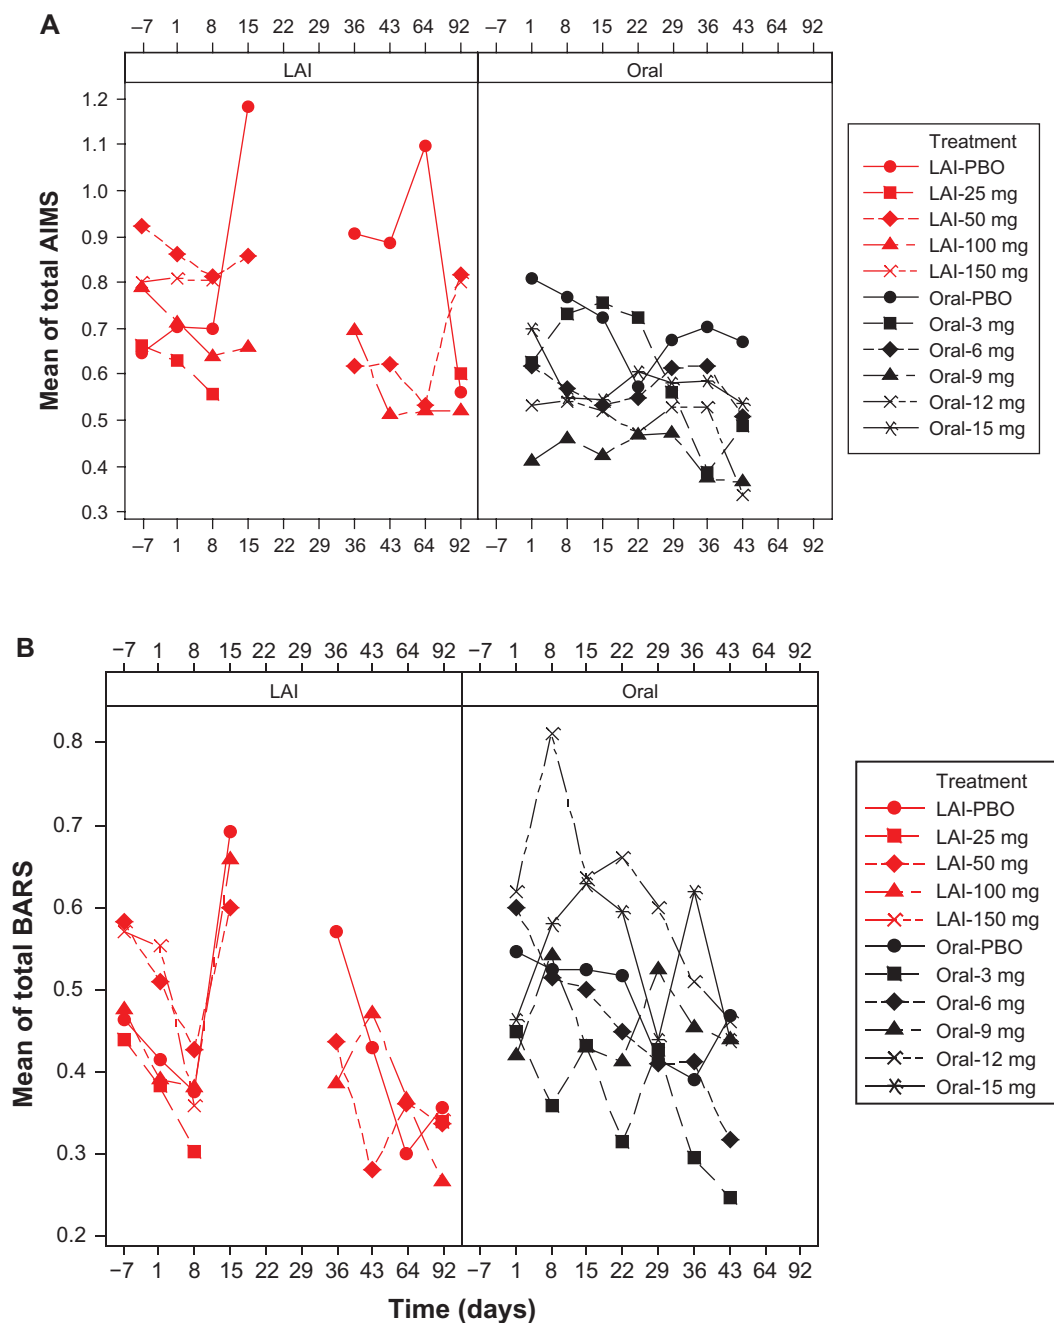 A
–7 1 8 15 22 29 36 43 64 92 –7 1 8 15 22 29 36 43 64 92
LAI Oral
Mean of total AIMS
1.2
1.1
1.0
0.9
0.8
0.7
0.6
0.5
0.4
0.3
–7 1 8 15 22 29 36 43 64 92 –7 1 8 15 22 29 36 43 64 92
Treatment
LAI-PBO
LAI-25 mg
LAI-50 mg
LAI-100 mg
LAI-150 mg
Oral-PBO
Oral-3 mg
Oral-6 mg
Oral-9 mg
Oral-12 mg
Oral-15 mg
B
–7 1 8 15 22 29 36 43 64 92 –7 1 8 15 22 29 36 43 64 92
LAI Oral
Mean of total BARS
0.8
0.7
0.6
0.5
0.4
0.3
0.2
–7 1 8 15 22 29 36 43 64 92 –7 1 8 15 22 29 36 43 64 92
Time (days)
Treatment
LAI-PBO
LAI-25 mg
LAI-50 mg
LAI-100 mg
LAI-150 mg
Oral-PBO
Oral-3 mg
Oral-6 mg
Oral-9 mg
Oral-12 mg
Oral-15 mg